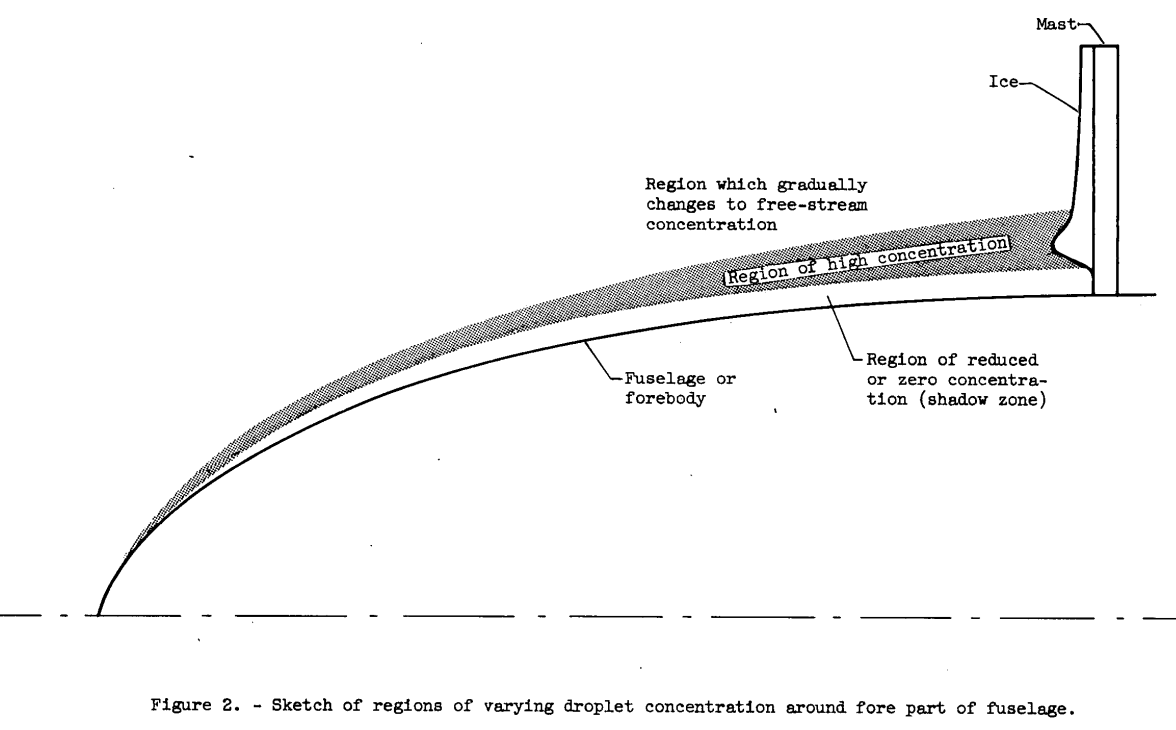 Mast
Ice
Region which gradually
changes to free-stream
concentration
Region of high concentration
Region of reduced
or zero concentra-
tion (shadow zone)
Fuselage or
forebody
Figure 2. - Sketch of regions of varying droplet concentration around fore part of fuselage.